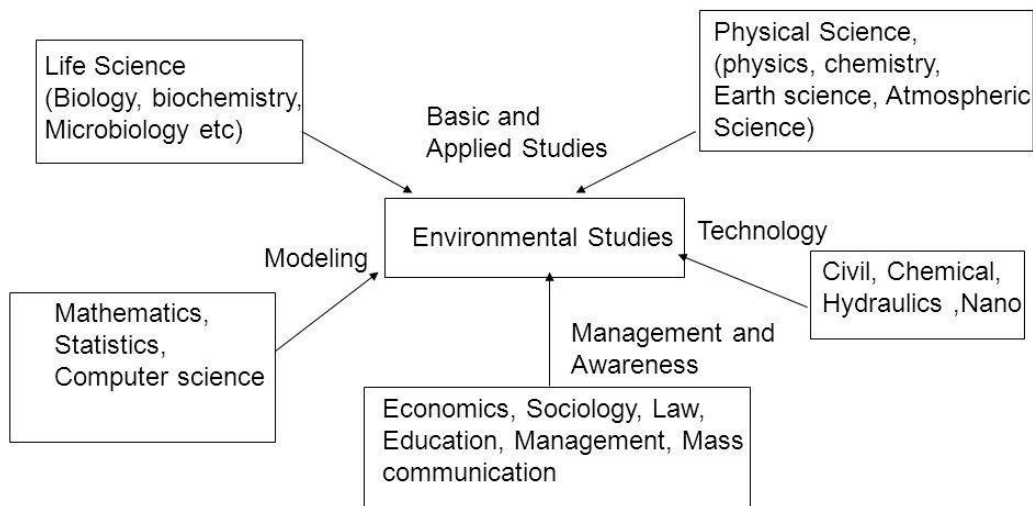 Life Science
(Biology, biochemistry,
Microbiology etc)
Basic and
Applied Studies
Physical Science,
(physics, chemistry,
Earth science, Atmospheric
Science)
Environmental Studies
Technology
Modeling
Civil, Chemical,
Hydraulics ,Nano
Mathematics,
Statistics,
Computer science
Management and
Awareness
Economics, Sociology, Law,
Education, Management, Mass
communication